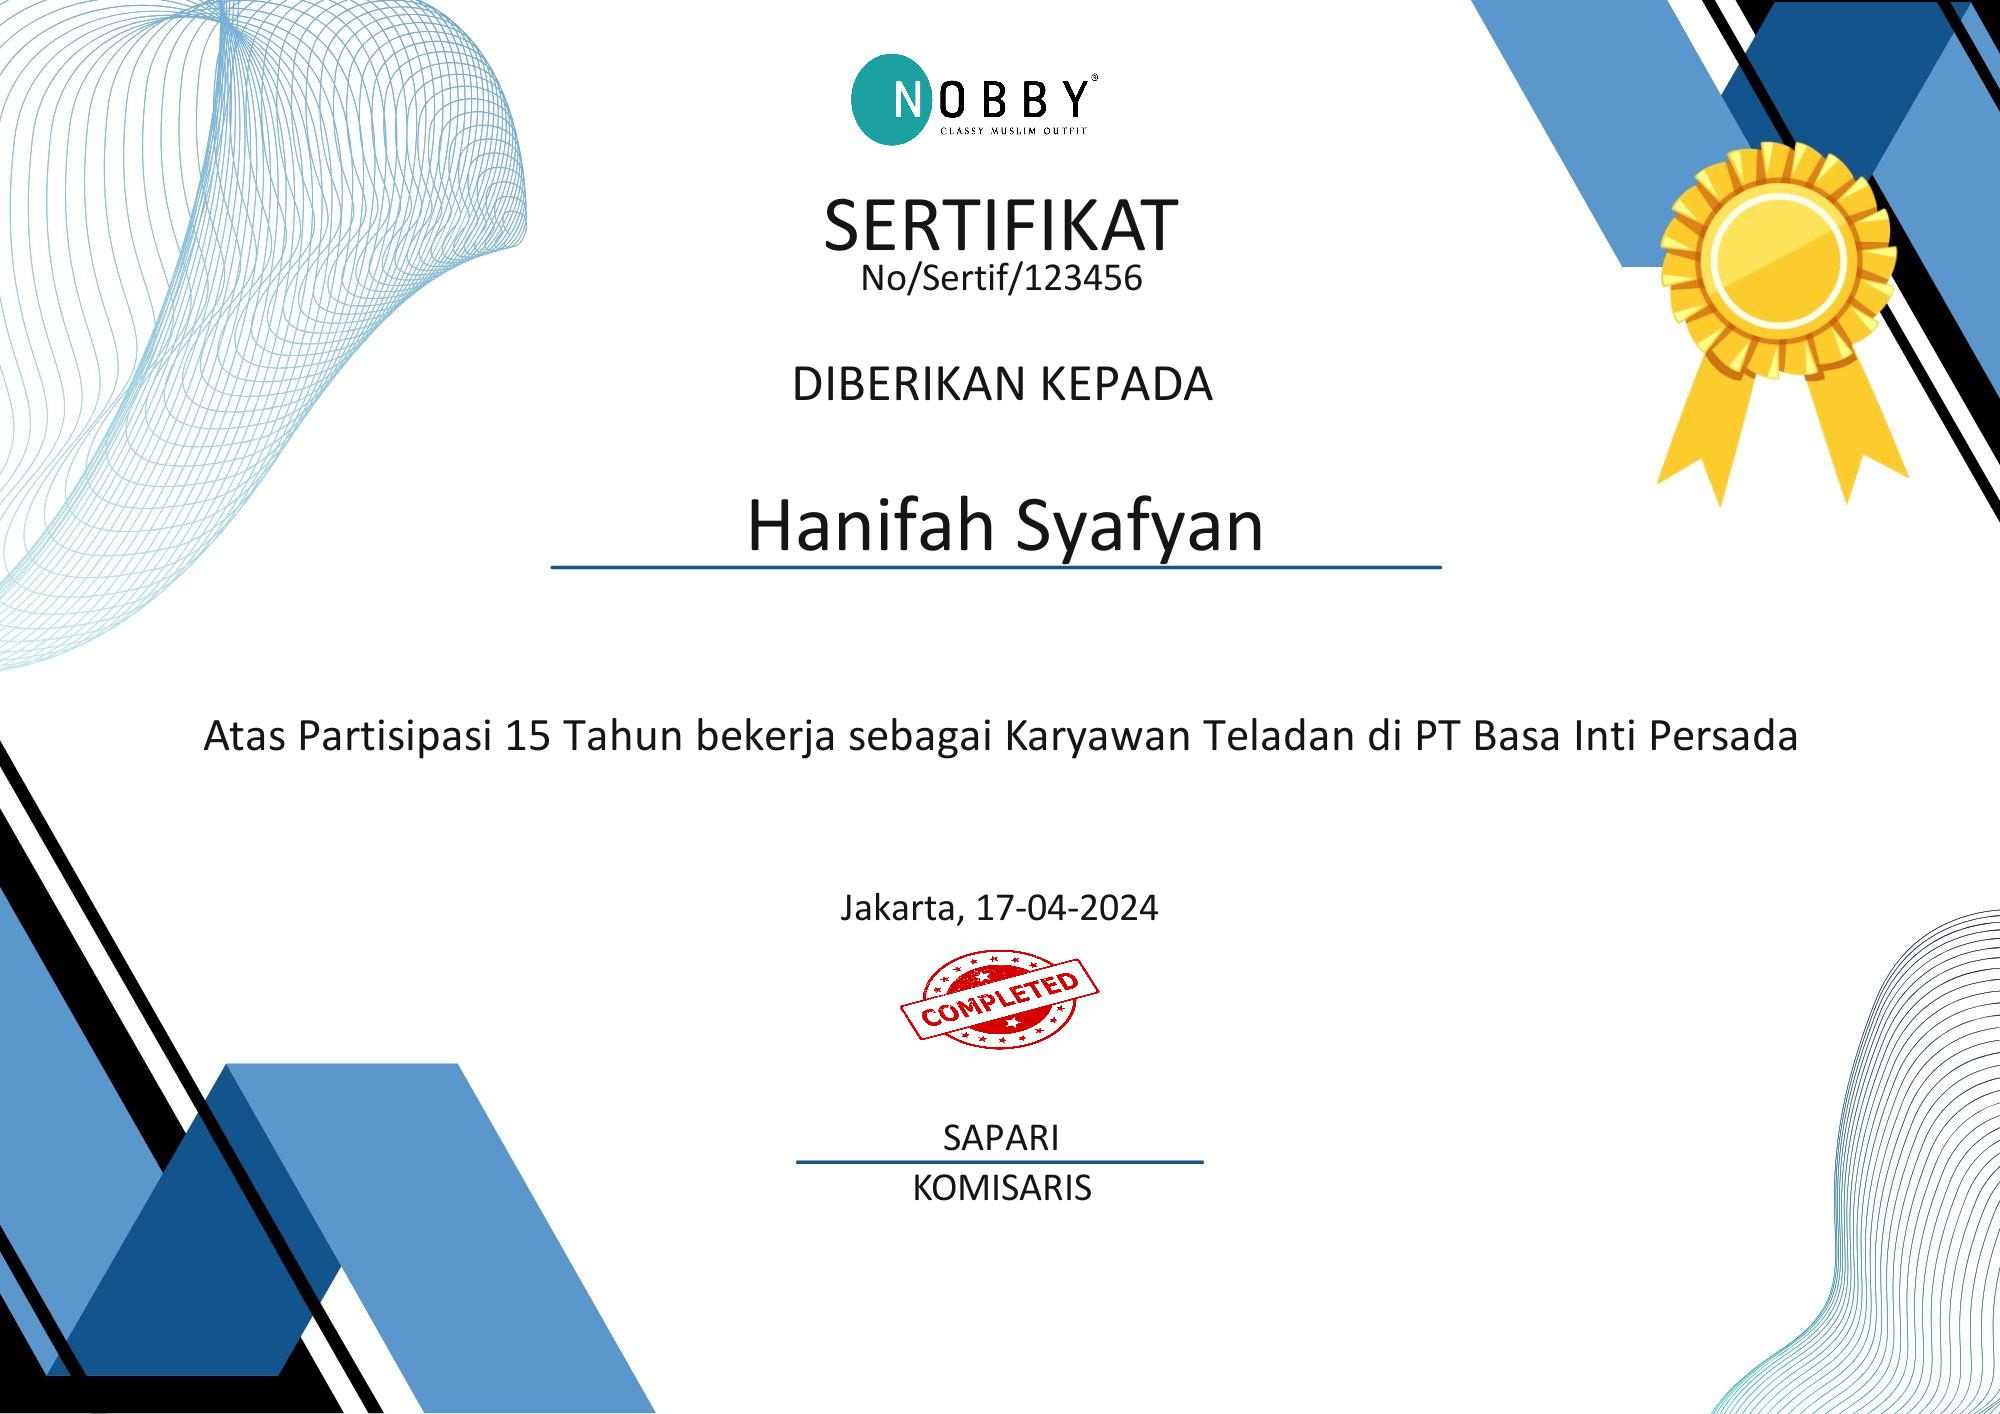 NOBBY®
CLASSY MUSLIM OUTFIT
SERTIFIKAT
No/Sertif/123456
DIBERIKAN KEPADA
Hanifah Syafyan
Atas Partisipasi 15 Tahun bekerja sebagai Karyawan Teladan di PT Basa Inti Persada
Jakarta, 17-04-2024
COMPLETED
SAPARI
KOMISARIS